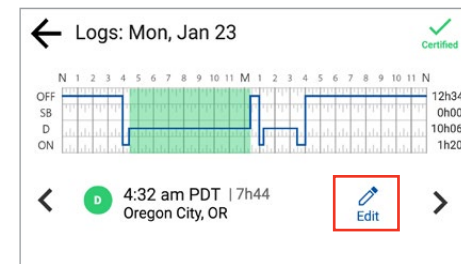 Logs: Mon, Jan 23
Certified
N 1 2 3 4 5 6 7 8 9 10 11 M 1 2 3 4 5 6 7 8 9 10 11 N
OFF 12h34
SB 0h00
D 10h06
ON 1h20
D 4:32 am PDT | 7h44
Oregon City, OR
Edit